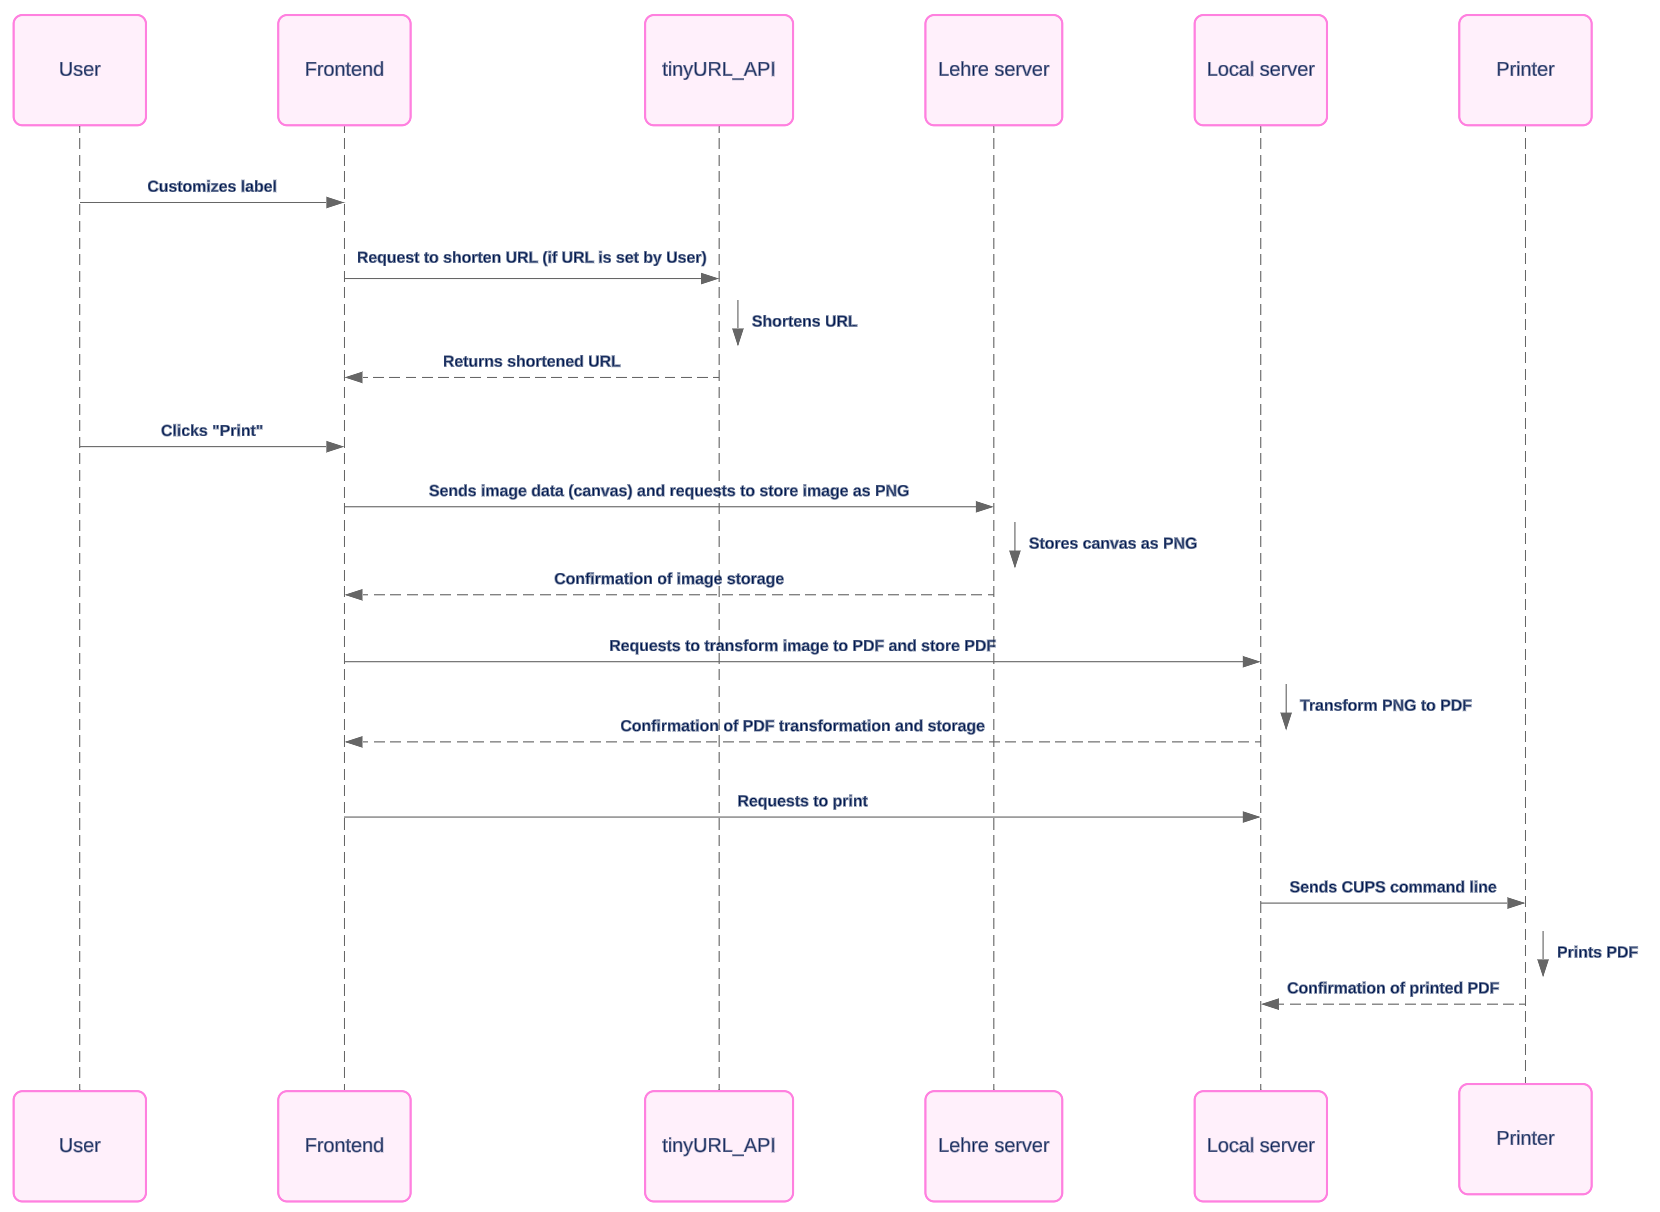 User
Frontend
tinyURL_API
Lehre server
Local server
Printer
Customizes label
Request to shorten URL (if URL is set by User)
Shortens URL
Returns shortened URL
Clicks "Print"
Sends image data (canvas) and requests to store image as PNG
Stores canvas as PNG
Confirmation of image storage
Requests to transform image to PDF and store PDF
Transform PNG to PDF
Confirmation of PDF transformation and storage
Requests to print
Sends CUPS command line
Prints PDF
Confirmation of printed PDF
User
Frontend
tinyURL_API
Lehre server
Local server
Printer